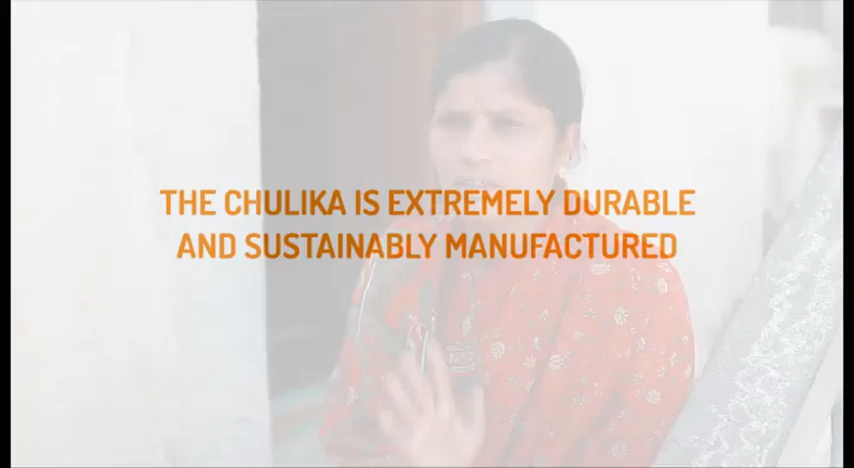 THE CHULIKA IS EXTREMELY DURABLE
AND SUSTAINABLY MANUFACTURED